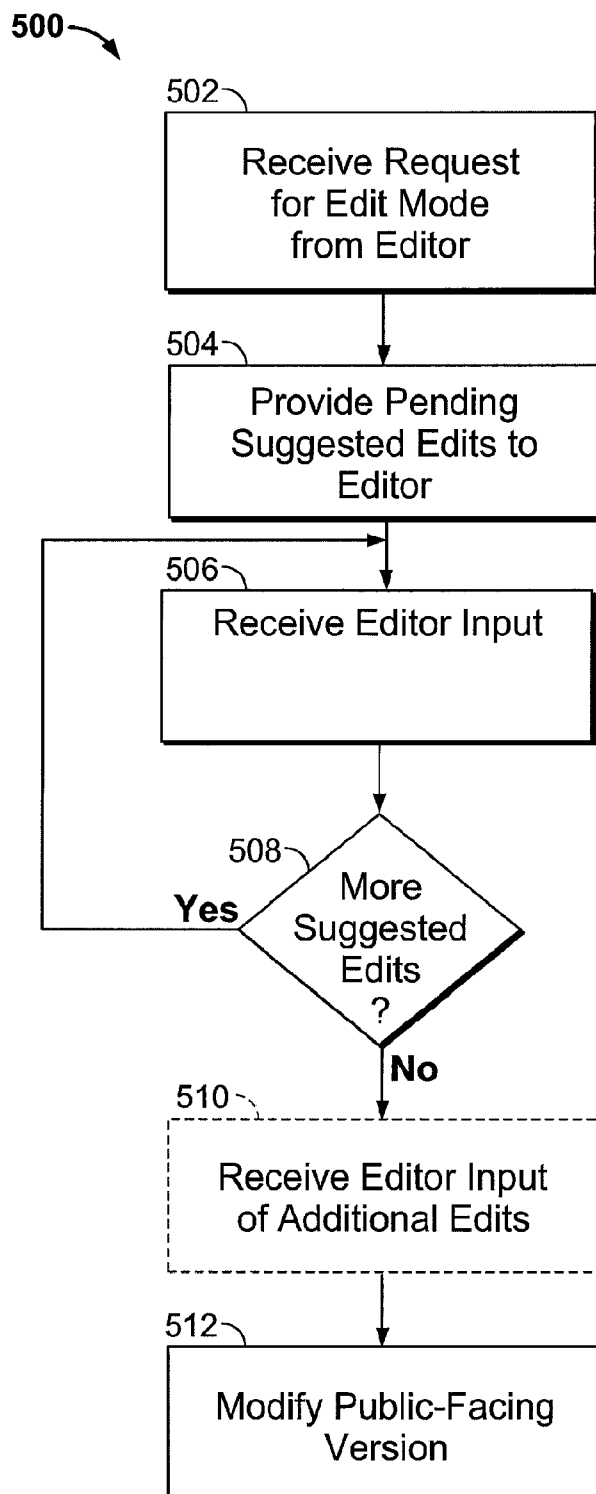 500
502
Receive Request
for Edit Mode
from Editor
504
Provide Pending
Suggested Edits to
Editor
506
Receive Editor Input
508
More
Suggested
Edits
?
Yes
No
510
Receive Editor Input
of Additional Edits
512
Modify Public-Facing
Version